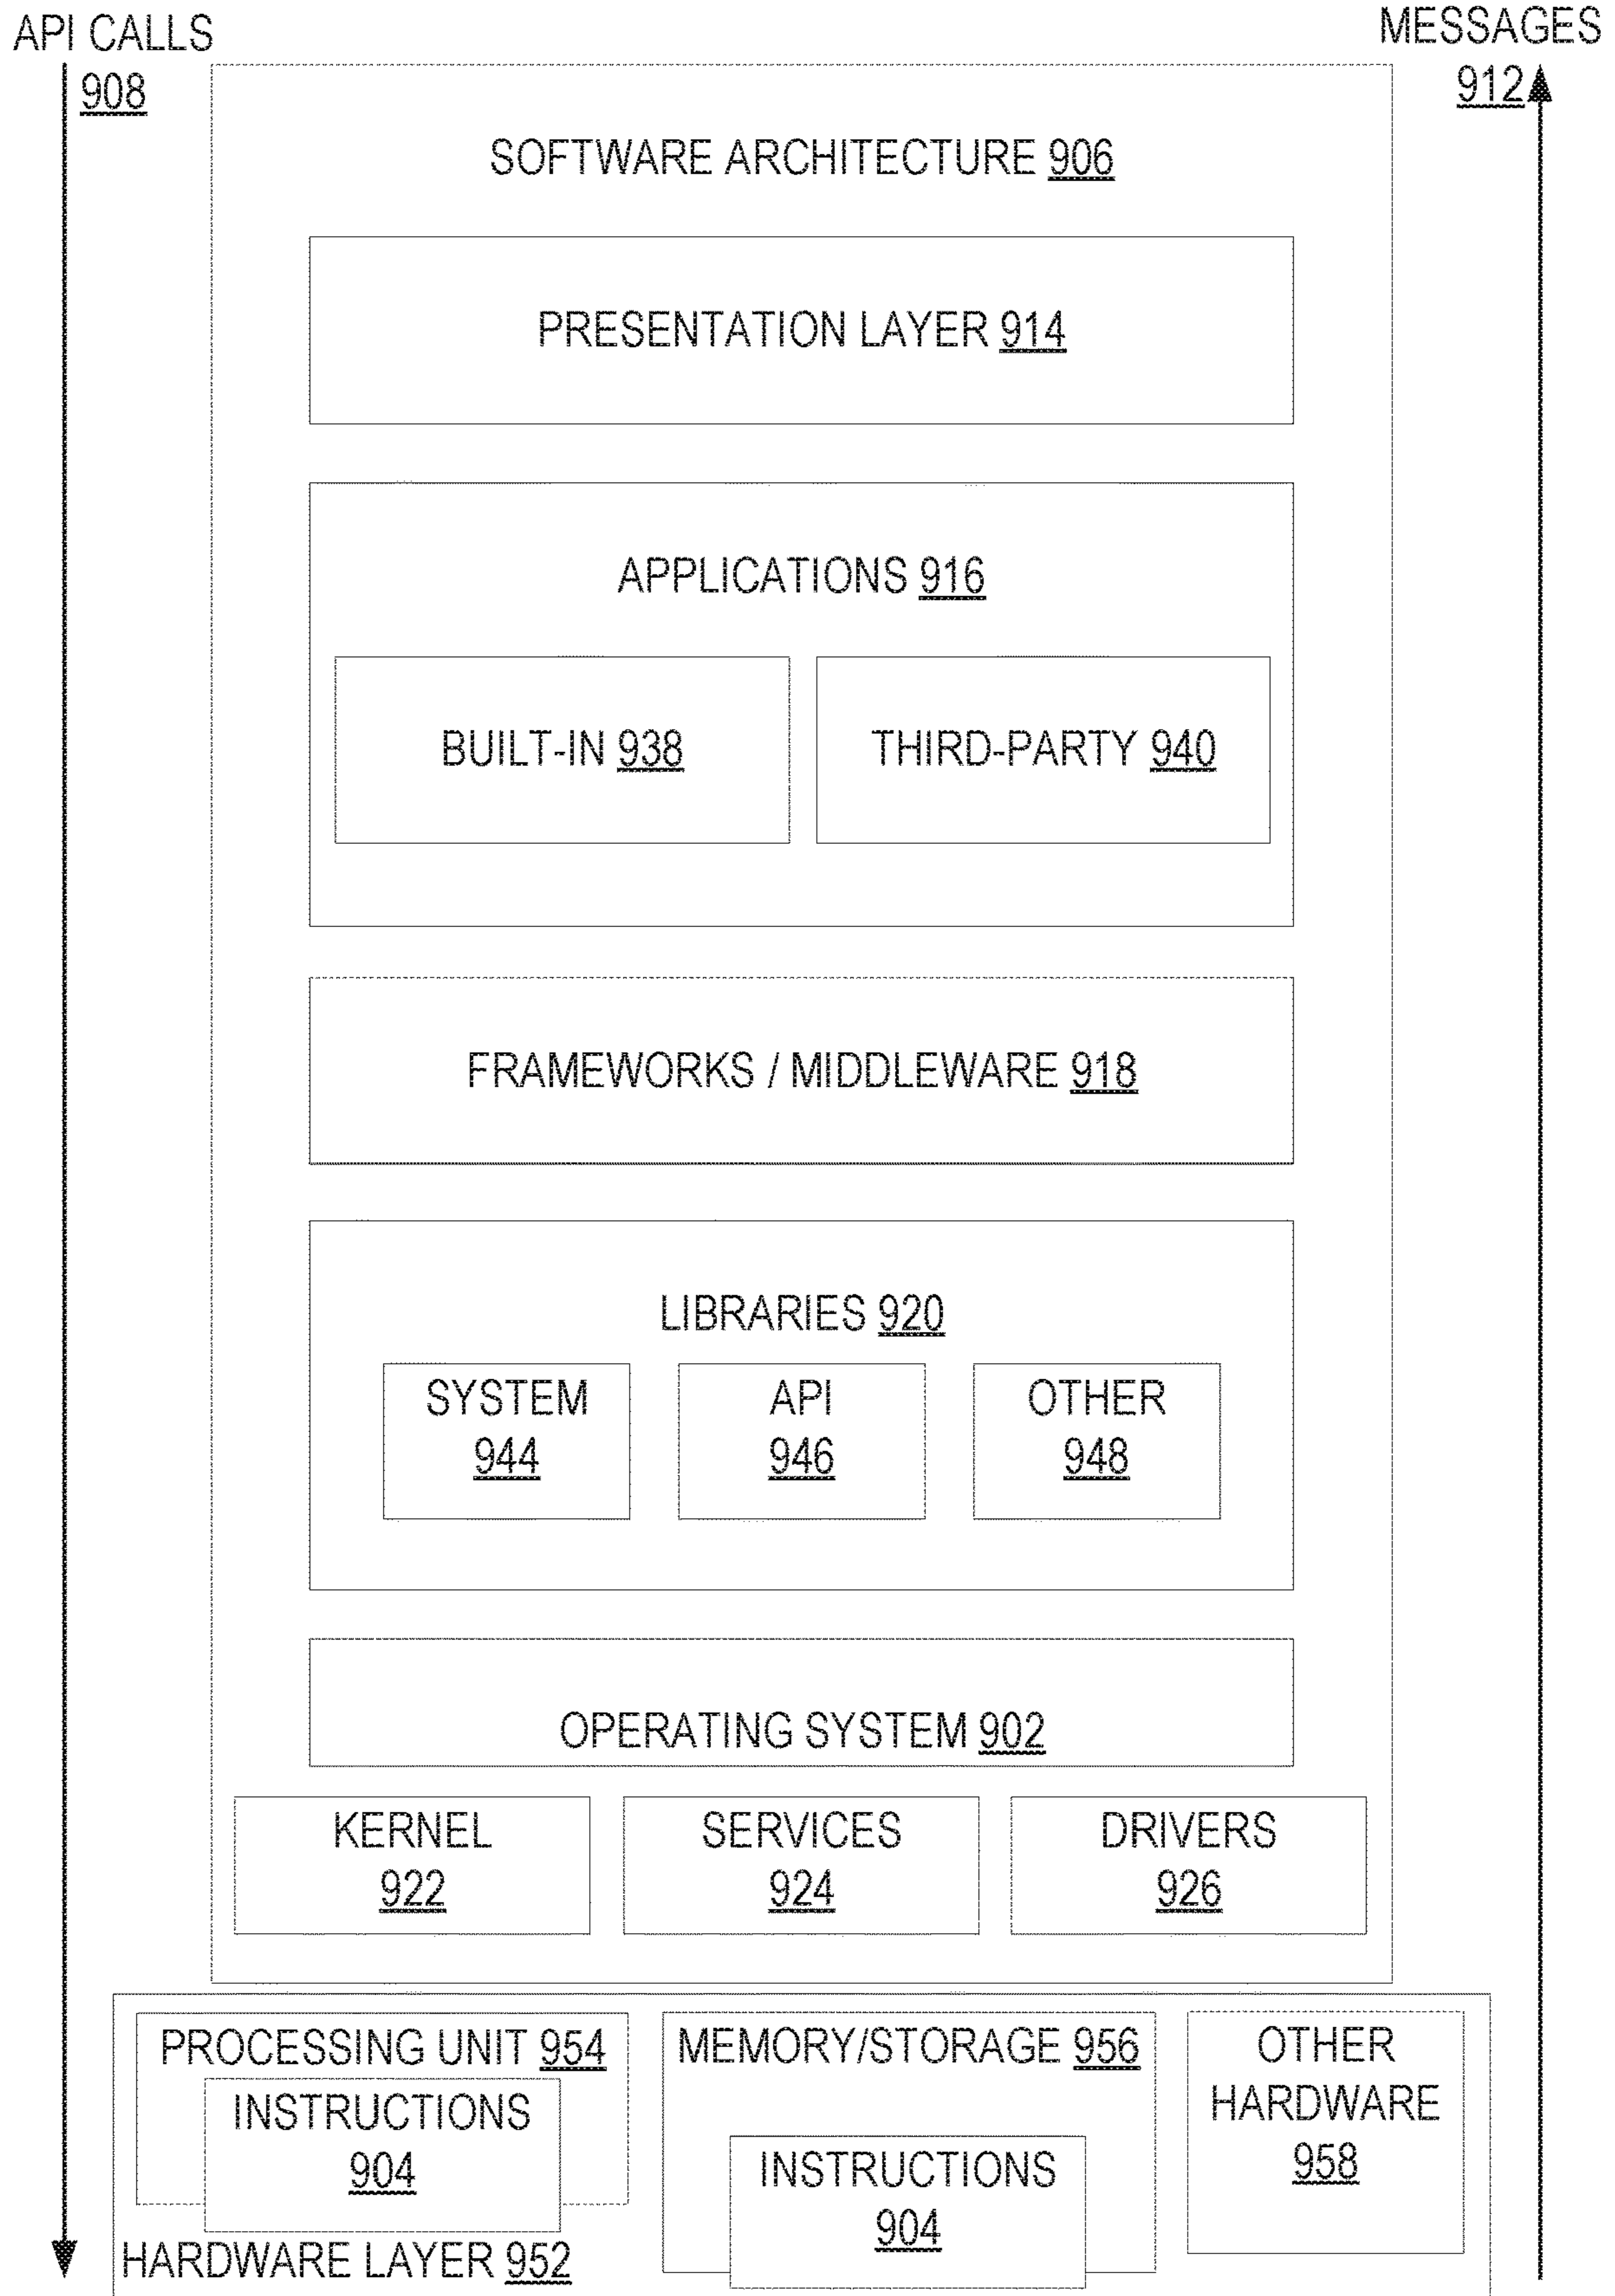 API CALLS
908
MESSAGES
912
SOFTWARE ARCHITECTURE 906
PRESENTATION LAYER 914
APPLICATIONS 916
BUILT-IN 938
THIRD-PARTY 940
FRAMEWORKS / MIDDLEWARE 918
LIBRARIES 920
SYSTEM
944
API
946
OTHER
948
OPERATING SYSTEM 902
KERNEL
922
SERVICES
924
DRIVERS
926
PROCESSING UNIT 954
INSTRUCTIONS
904
MEMORY/STORAGE 956
INSTRUCTIONS
904
OTHER
HARDWARE
958
HARDWARE LAYER 952